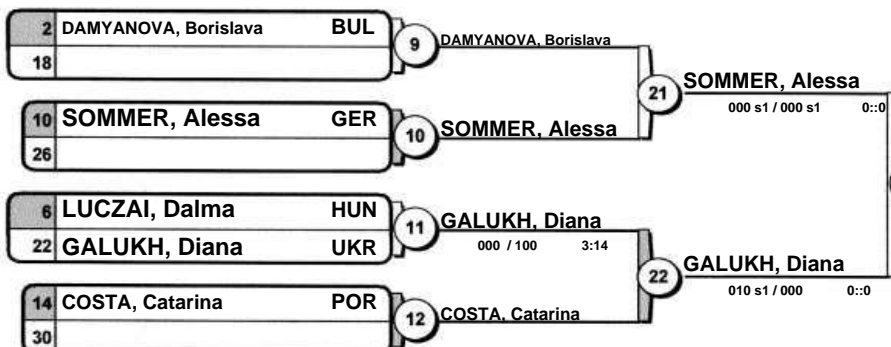 2 DAMYANOVA, Borislava BUL
18
9
DAMYANOVA, Borislava
10 SOMMER, Alessa GER
26
10
SOMMER, Alessa
21
SOMMER, Alessa
000 s1 / 000 s1 0::0
6 LUCZAI, Dalma HUN
22 GALUKH, Diana UKR
11
GALUKH, Diana
000 / 100 3:14
14 COSTA, Catarina POR
30
12
COSTA, Catarina
22
GALUKH, Diana
010 s1 / 000 0::0